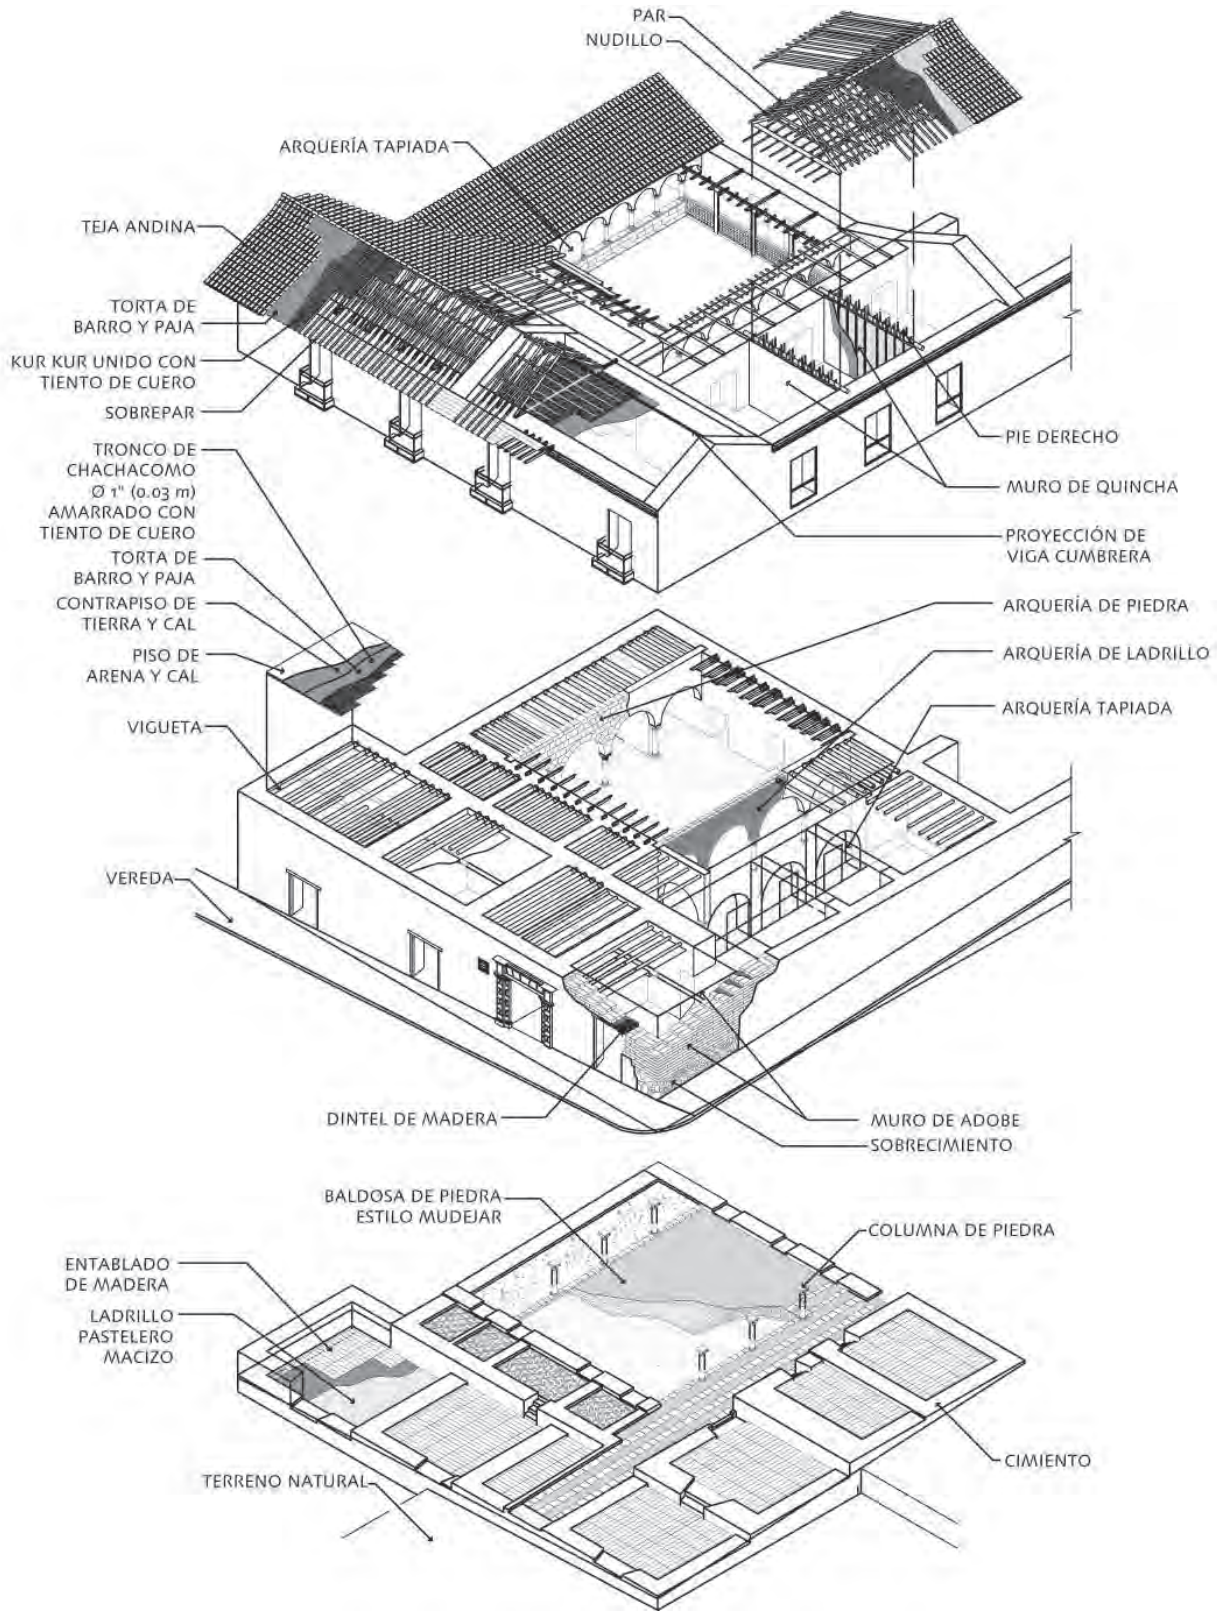 PAR
NUDILLO
ARQUERÍA TAPIADA
TEJA ANDINA
TORTA DE
BARRO Y PAJA
KUR KUR UNIDO CON
TIENTO DE CUERO
SOBREPAR
TRONCO DE
CHACHACOMO
Ø 1" (0.03 m)
AMARRADO CON
TIENTO DE CUERO
TORTA DE
BARRO Y PAJA
CONTRAPISO DE
TIERRA Y CAL
PISO DE
ARENA Y CAL
VIGUETA
VEREDA
PIE DERECHO
MURO DE QUINCHA
PROYECCIÓN DE
VIGA CUMBRERA
ARQUERÍA DE PIEDRA
ARQUERÍA DE LADRILLO
ARQUERÍA TAPIADA
DINTEL DE MADERA
MURO DE ADOBE
SOBRECIMIENTO
BALDOSA DE PIEDRA
ESTILO MUDEJAR
COLUMNA DE PIEDRA
ENTABLADO
DE MADERA
LADRILLO
PASTELERO
MACIZO
TERRENO NATURAL
CIMIENTO